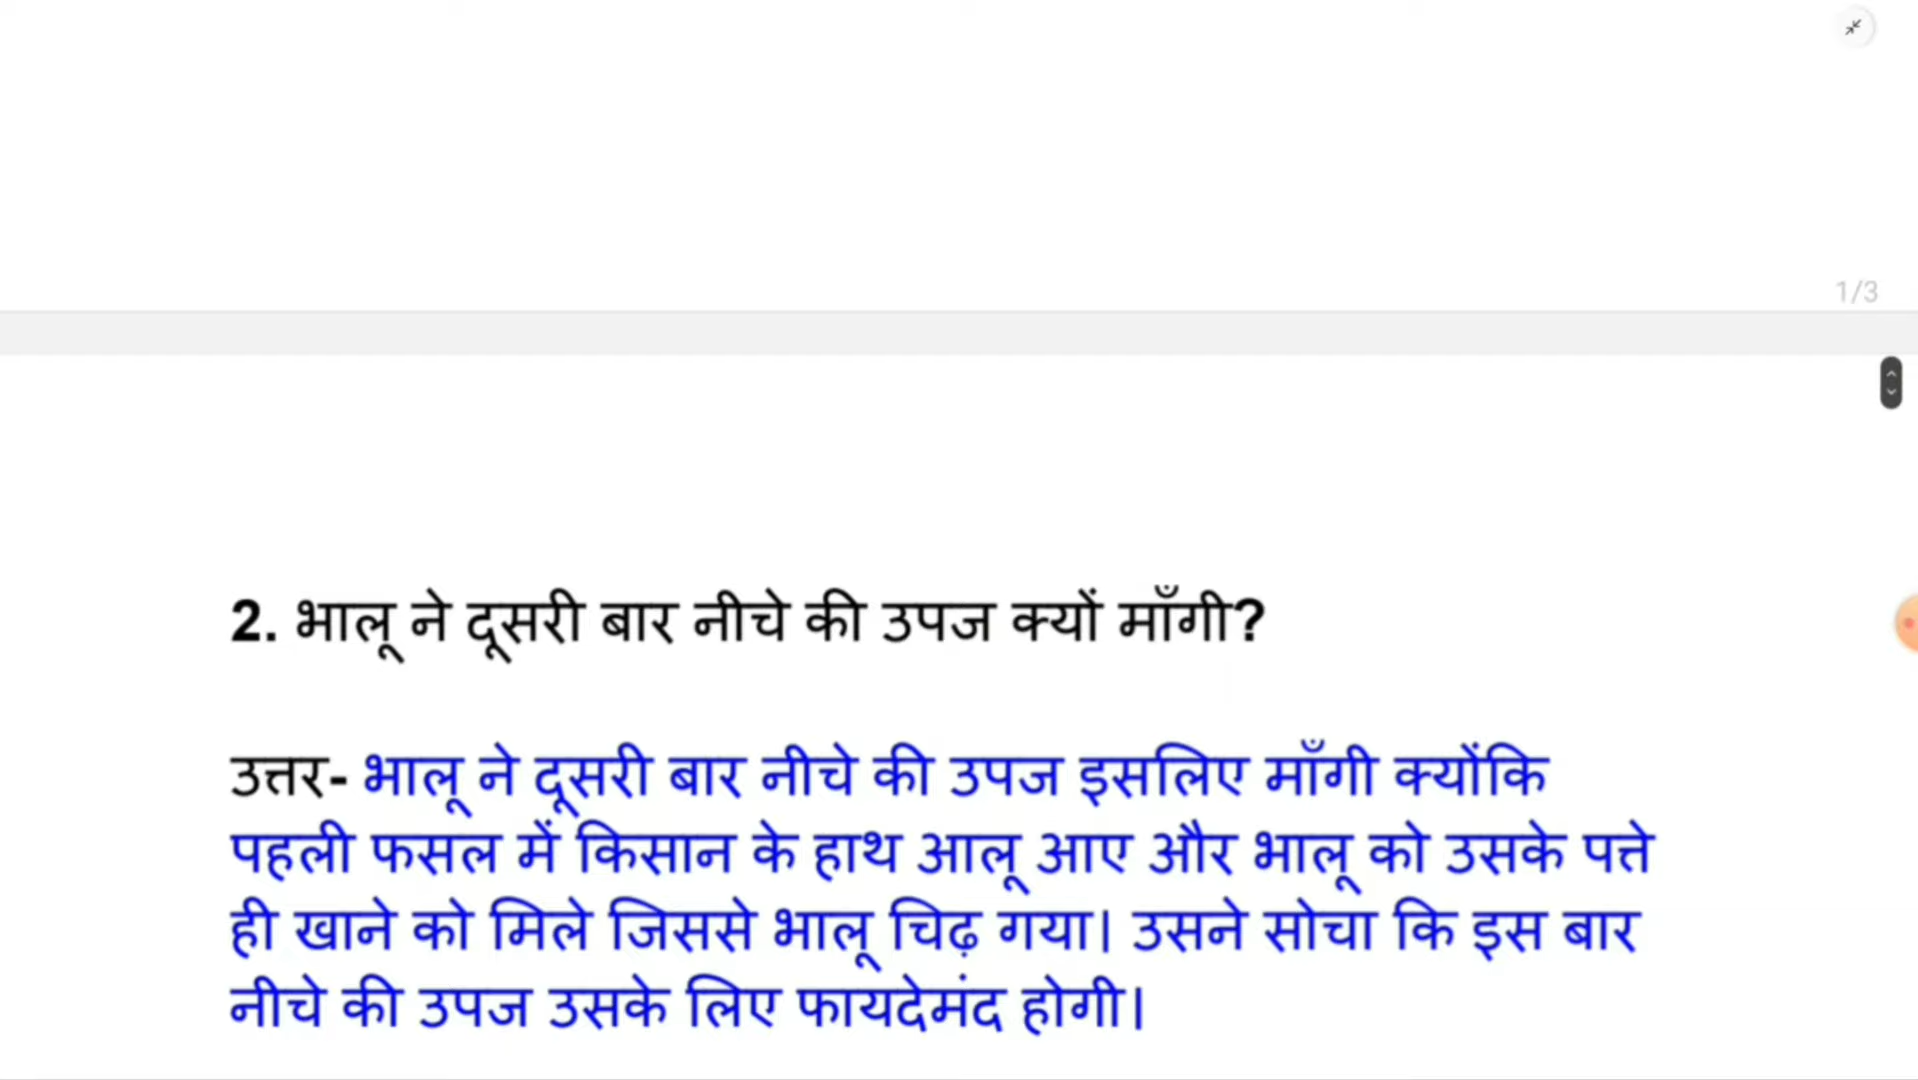 1/3
2. भालू ने दूसरी बार नीचे की उपज क्यों माँगी?
उत्तर- भालू ने दूसरी बार नीचे की उपज इसलिए माँगी क्योंकि
पहली फसल में किसान के हाथ आलू आए और भालू को उसके पत्ते
ही खाने को मिले जिससे भालू चिढ़ गया। उसने सोचा कि इस बार
नीचे की उपज उसके लिए फायदेमंद होगी।